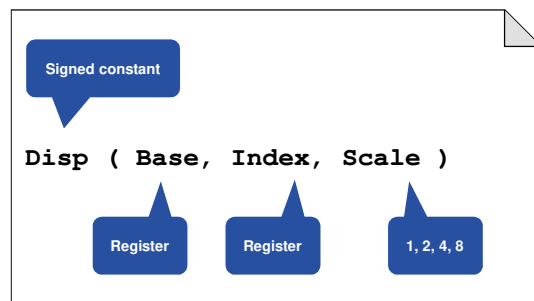 Signed constant
Disp ( Base, Index, Scale )
Register
Register
1, 2, 4, 8